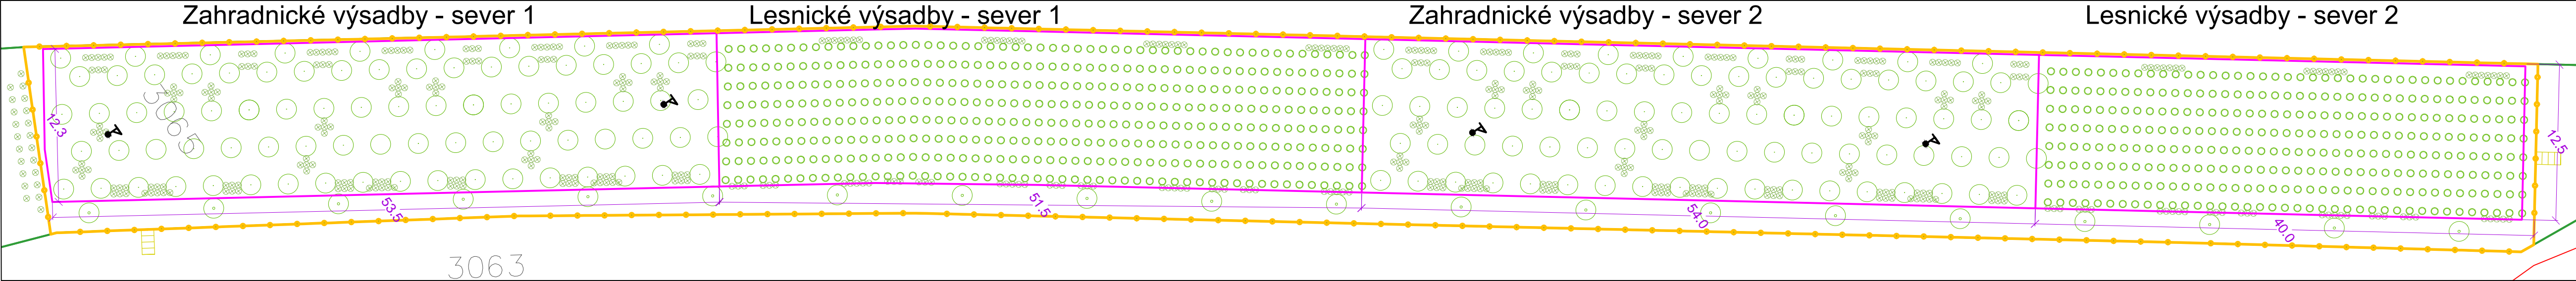 Zahradnické výsadby - sever 1
Lesnické výsadby - sever 1
Zahradnické výsadby - sever 2
Lesnické výsadby - sever 2
3065
12.3
A
A
A
A
12.5
53.5
51.5
54.0
40.0
3063